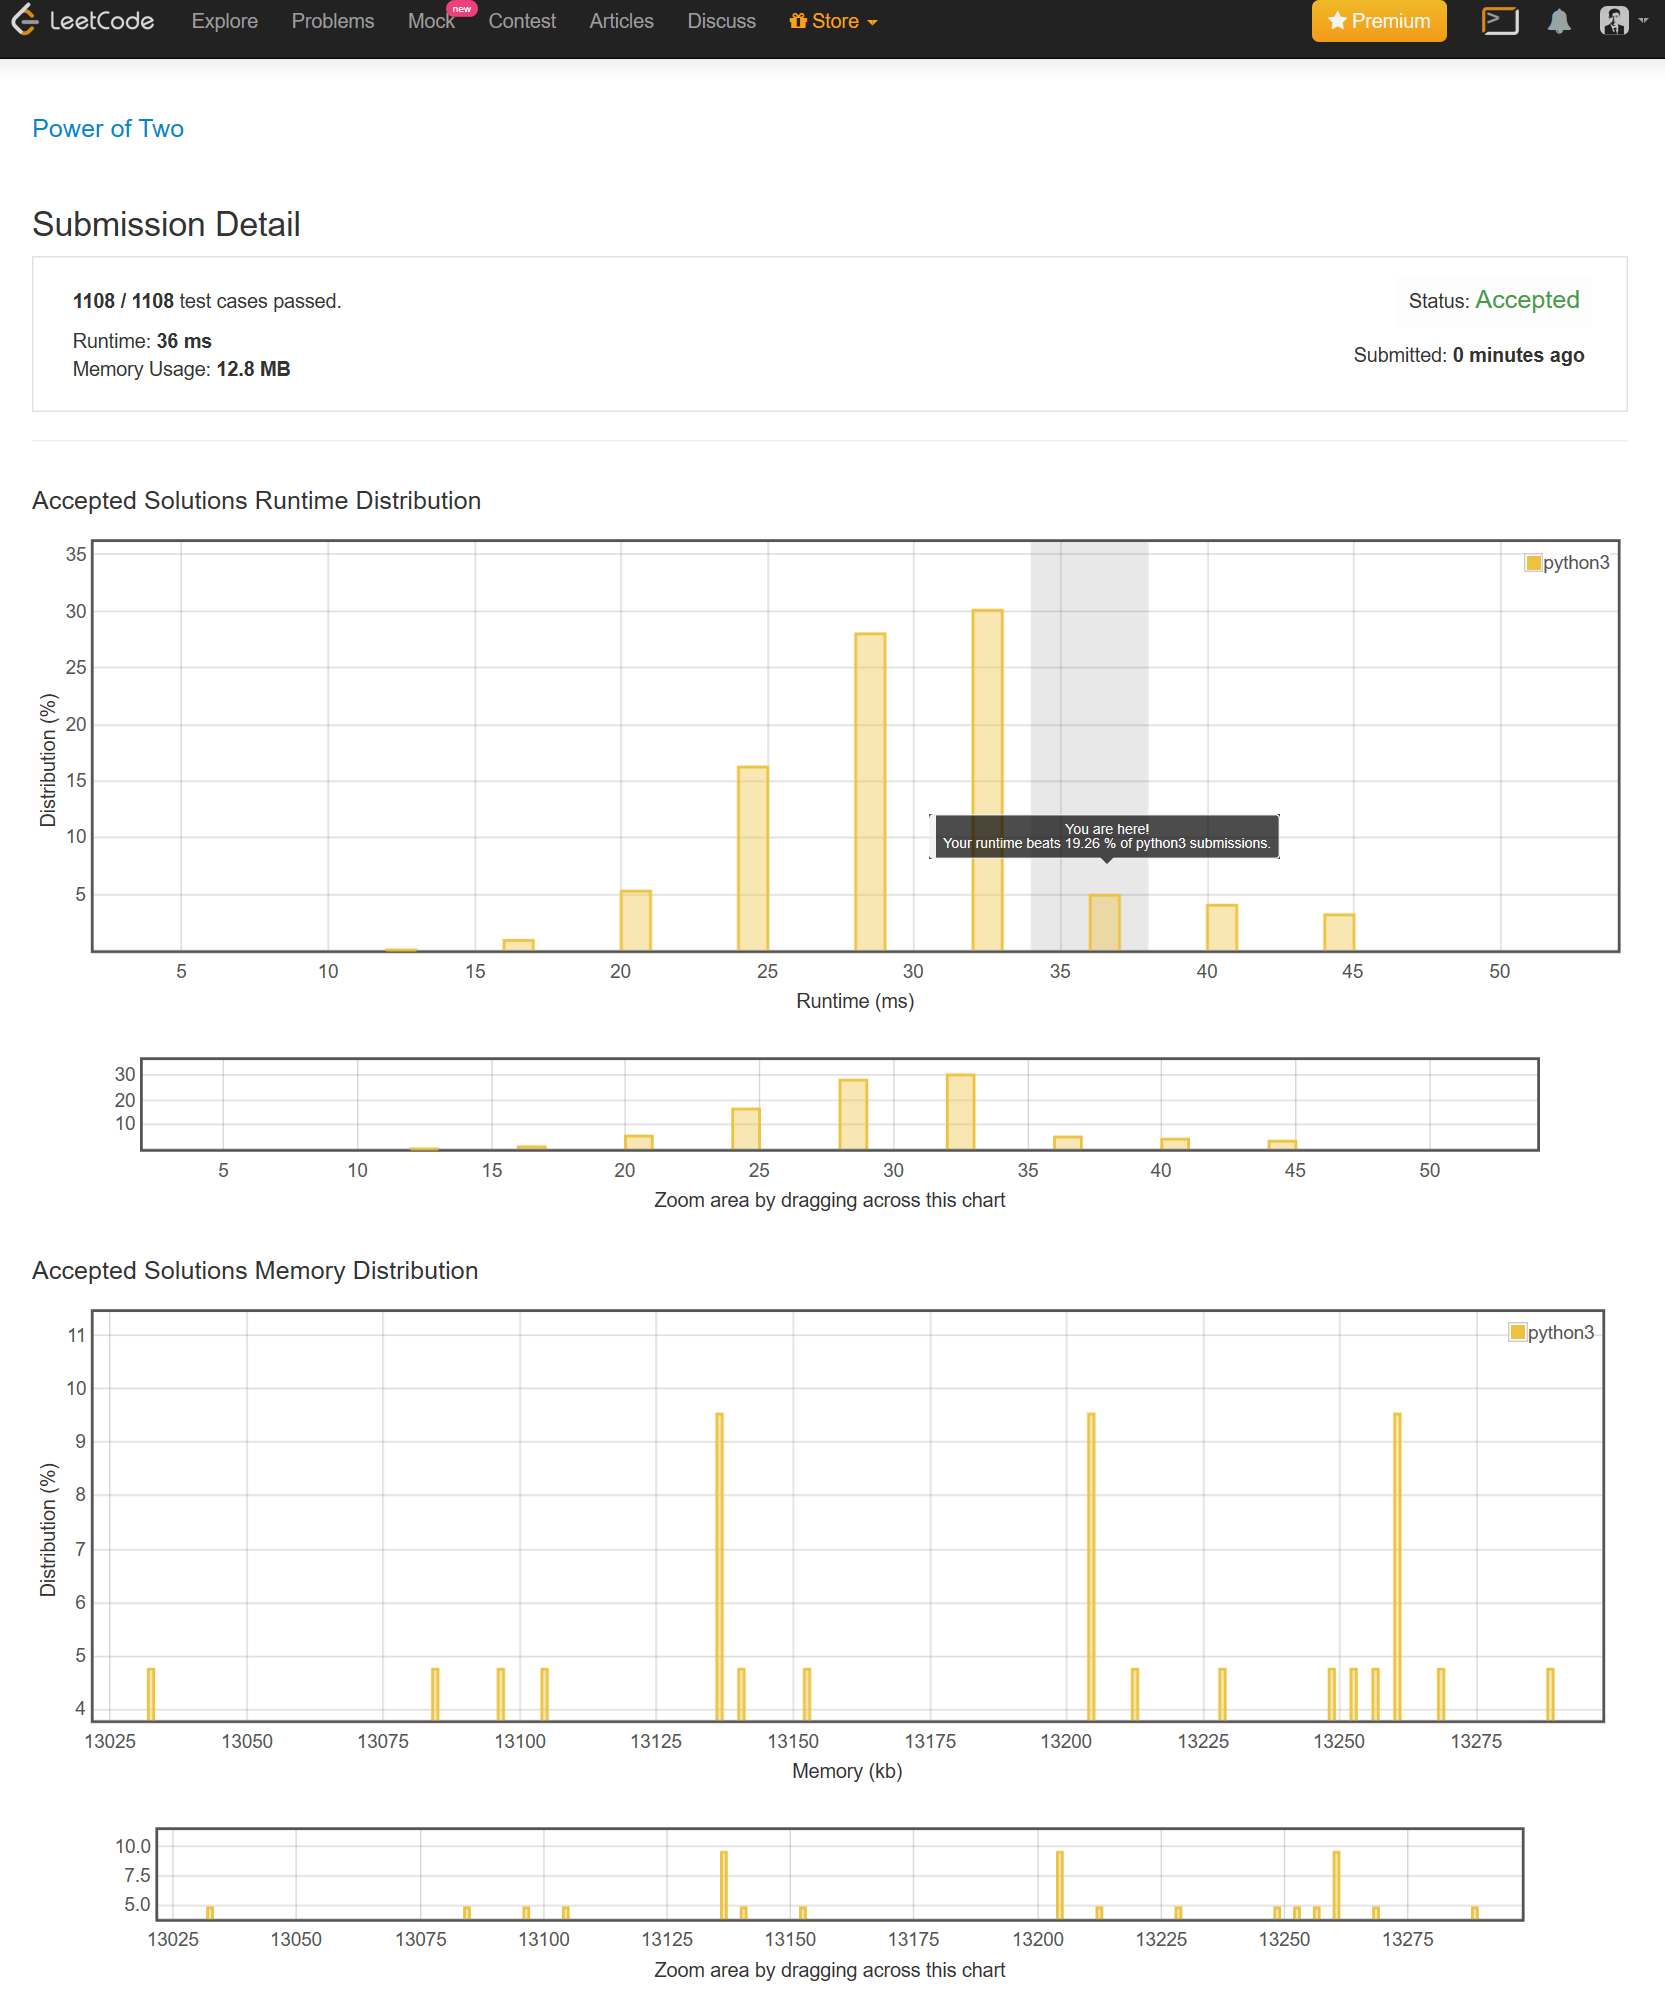 LeetCode Explore Problems Mock new Contest Articles Discuss Store Premium
Power of Two
Submission Detail
1108 / 1108 test cases passed.
Status: Accepted
Runtime: 36 ms
Submitted: 0 minutes ago
Memory Usage: 12.8 MB
Accepted Solutions Runtime Distribution
35
30
25
20
15
10
5
Distribution (%)
python3
You are here!
Your runtime beats 19.26 % of python3 submissions.
5 10 15 20 25 30 35 40 45 50
Runtime (ms)
30
20
10
5 10 15 20 25 30 35 40 45 50
Zoom area by dragging across this chart
Accepted Solutions Memory Distribution
11
10
9
8
7
6
5
4
Distribution (%)
python3
13025 13050 13075 13100 13125 13150 13175 13200 13225 13250 13275
Memory (kb)
10.0
7.5
5.0
13025 13050 13075 13100 13125 13150 13175 13200 13225 13250 13275
Zoom area by dragging across this chart